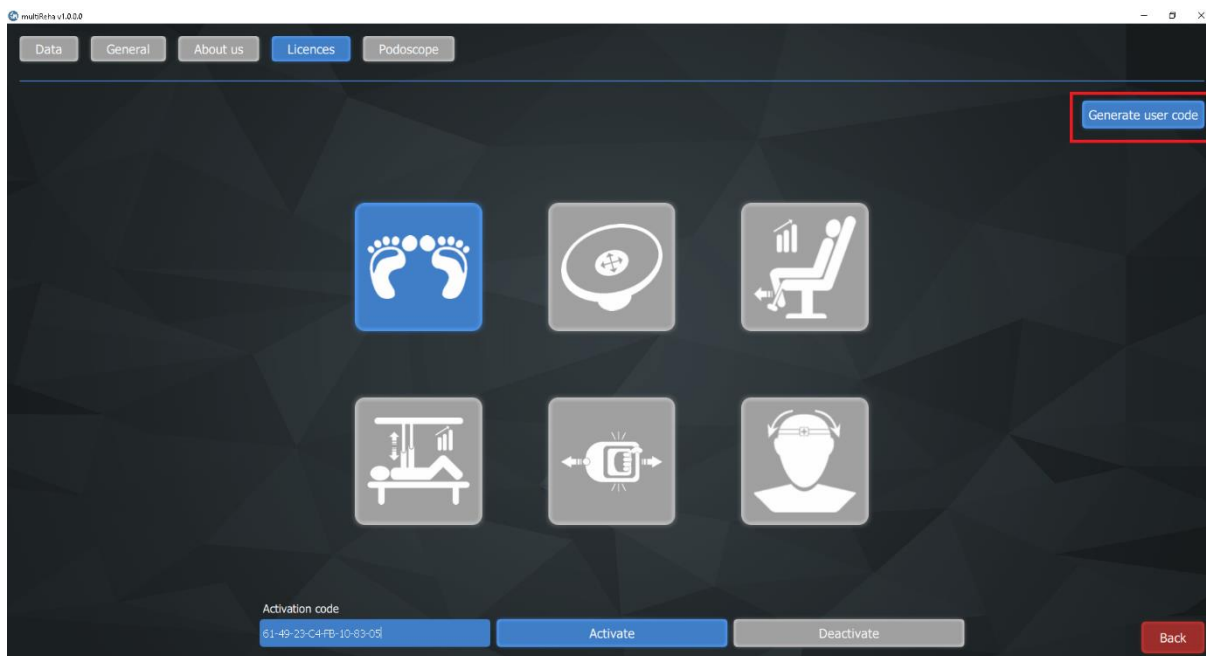 multiReha v1.0.0.0
Data General About us Licences Podoscope
Generate user code
Activation code
61-49-23-C4-FB-10-83-05
Activate Deactivate
Back